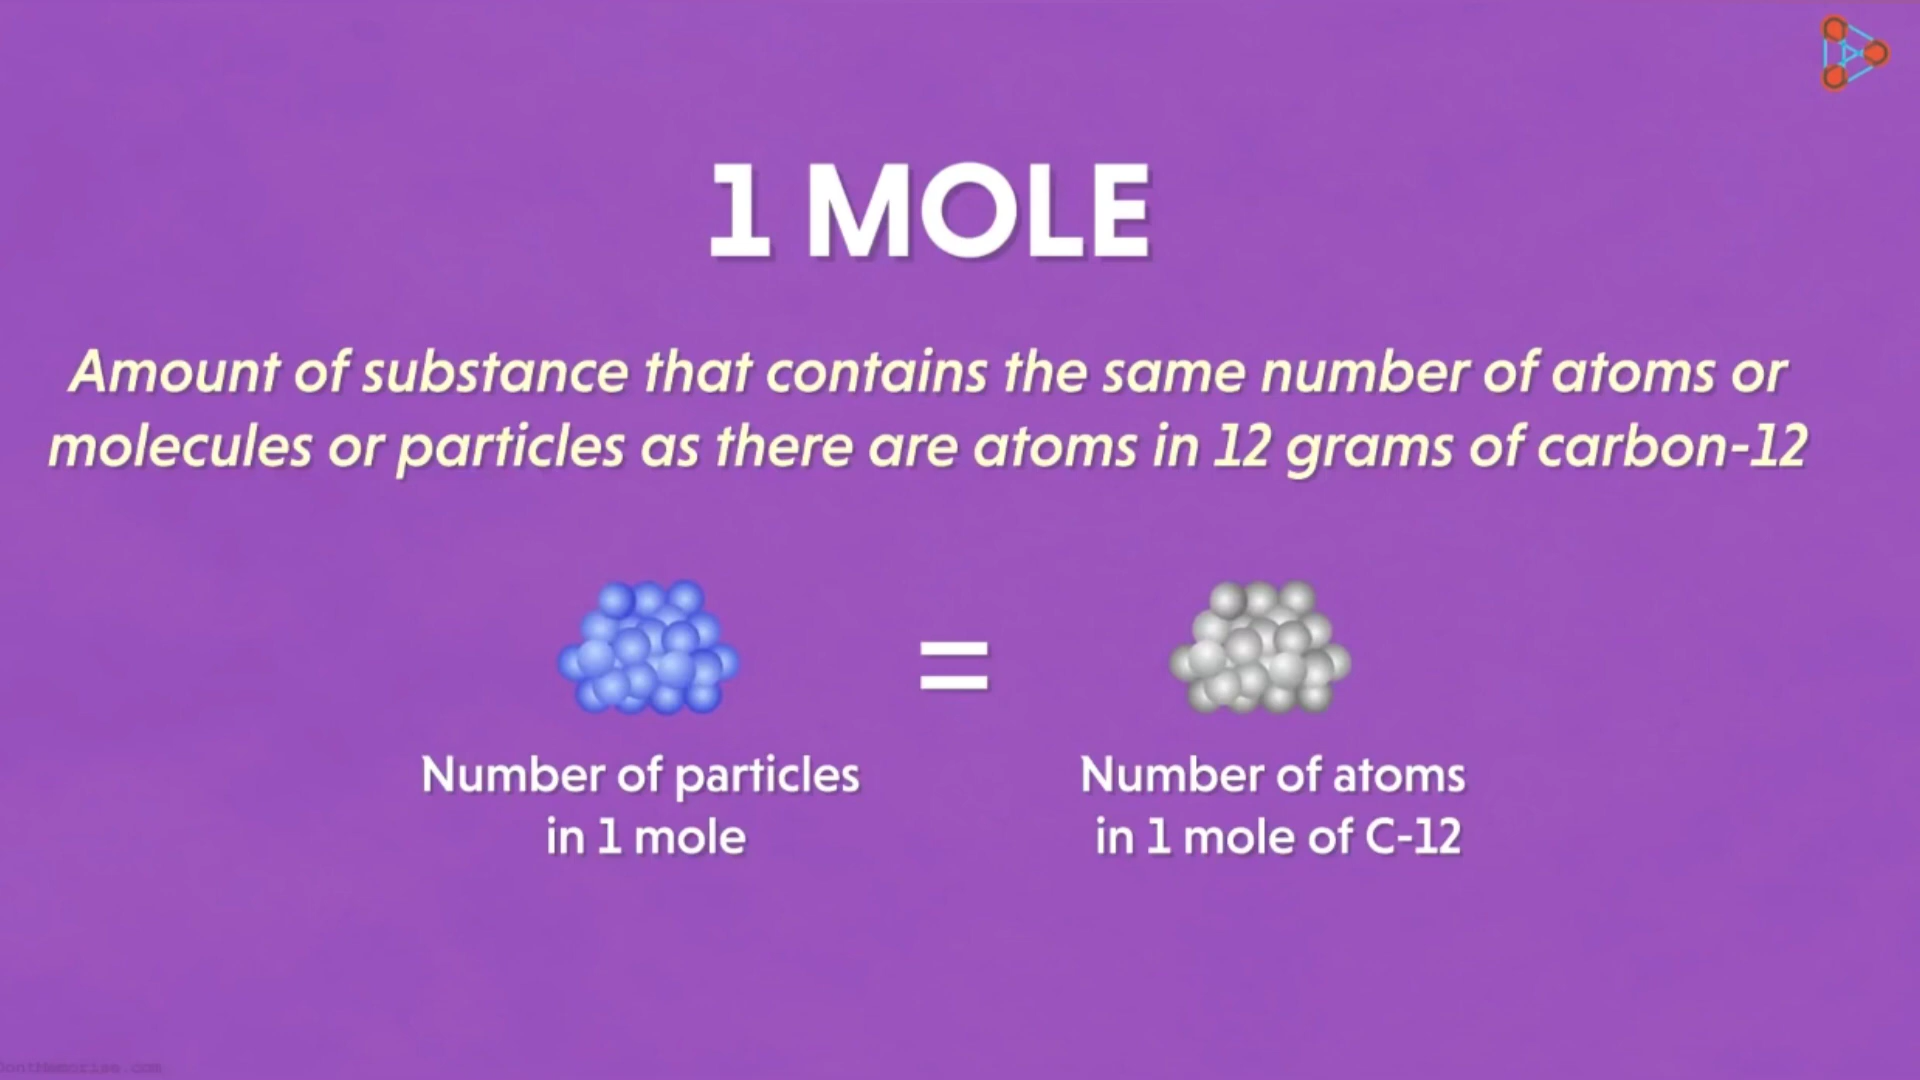 1 MOLE
Amount of substance that contains the same number of atoms or
molecules or particles as there are atoms in 12 grams of carbon-12
=
Number of particles
in 1 mole
Number of atoms
in 1 mole of C-12
DontMemorise.com